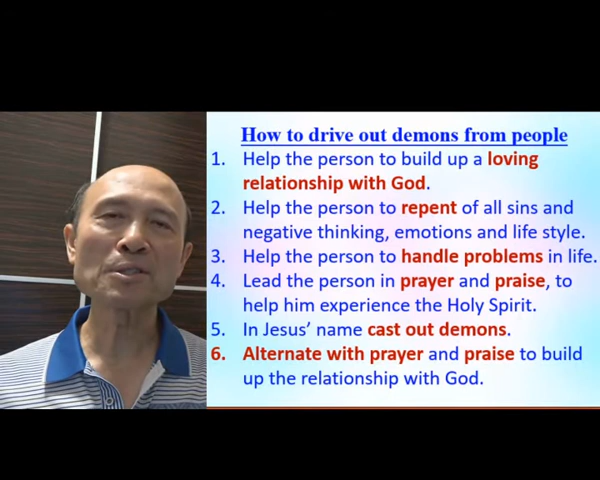 How to drive out demons from people
1. Help the person to build up a loving
relationship with God.
2. Help the person to repent of all sins and
negative thinking, emotions and life style.
3. Help the person to handle problems in life.
4. Lead the person in prayer and praise, to
help him experience the Holy Spirit.
5. In Jesus’ name cast out demons.
6. Alternate with prayer and praise to build
up the relationship with God.